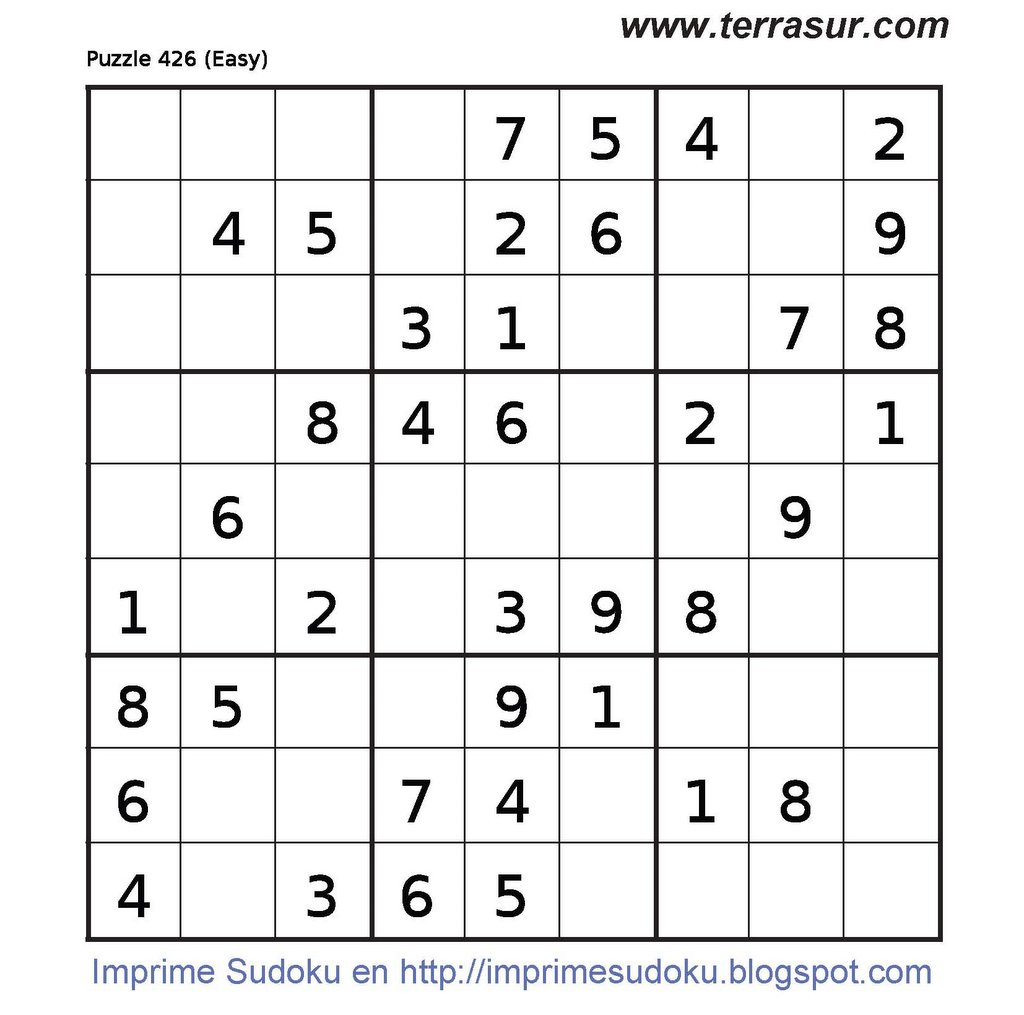 www.terrasur.com
Puzzle 426 (Easy)
7 5 4 2
4 5 2 6 9
3 1 7 8
8 4 6 2 1
6 9
1 2 3 9 8
8 5 9 1
6 7 4 1 8
4 3 6 5
Imprime Sudoku en http://imprimesudoku.blogspot.com